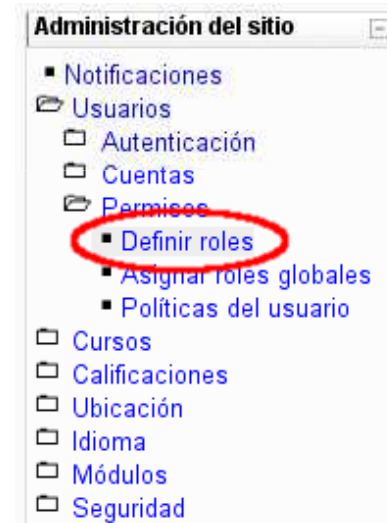 Administración del sitio
Notificaciones
Usuarios
Autenticación
Cuentas
Permisos
Definir roles
Asignar roles globales
Políticas del usuario
Cursos
Calificaciones
Ubicación
Idioma
Módulos
Seguridad